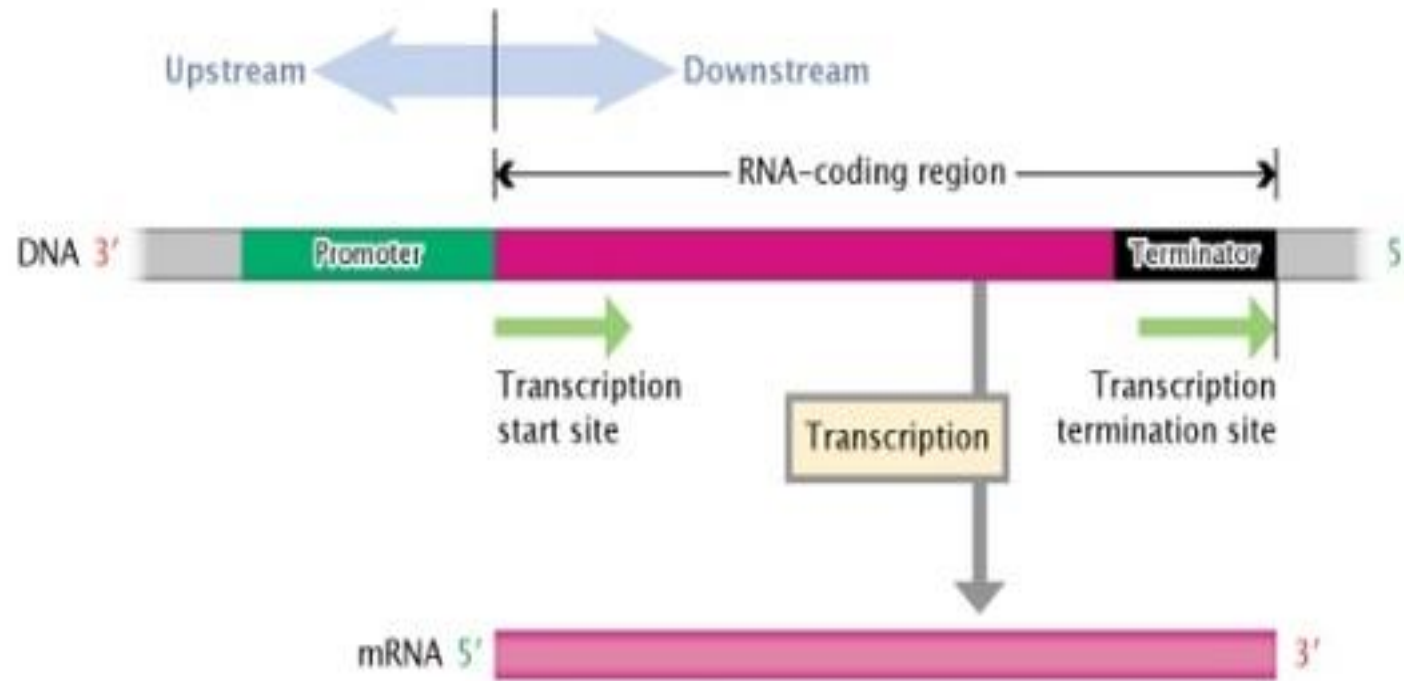 Upstream Downstream
RNA-coding region
DNA 3' Promoter Terminator 5
Transcription start site
Transcription termination site
Transcription
mRNA 5' 3'